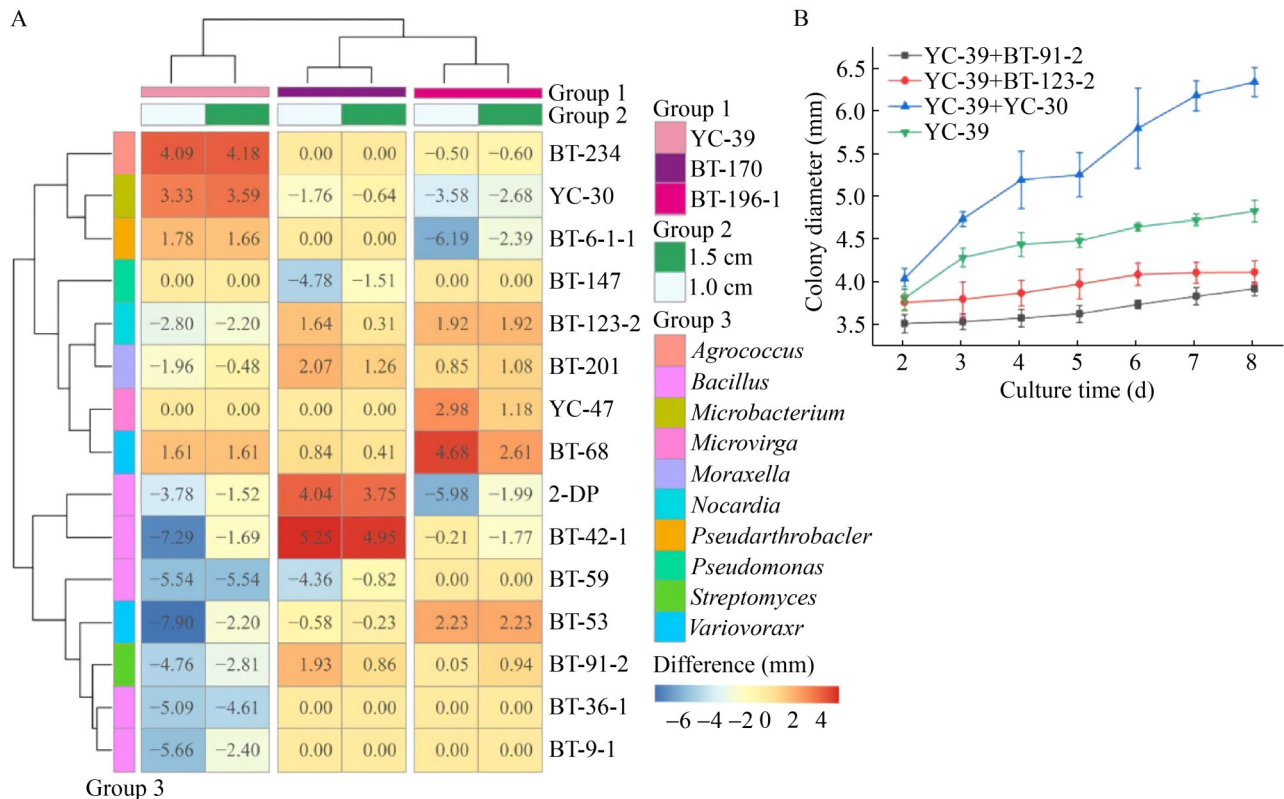 A
Group 1
Group 2
4.09 4.18 0.00 0.00 −0.50 −0.60 BT-234
3.33 3.59 −1.76 −0.64 −3.58 −2.68 YC-30
1.78 1.66 0.00 0.00 −6.19 −2.39 BT-6-1-1
0.00 0.00 −4.78 −1.51 0.00 0.00 BT-147
−2.80 −2.20 1.64 0.31 1.92 1.92 BT-123-2
−1.96 −0.48 2.07 1.26 0.85 1.08 BT-201
0.00 0.00 0.00 0.00 2.98 1.18 YC-47
1.61 1.61 0.84 0.41 4.68 2.61 BT-68
−3.78 −1.52 4.04 3.75 −5.98 −1.99 2-DP
−7.29 −1.69 5.25 4.95 −0.21 −1.77 BT-42-1
−5.54 −5.54 −4.36 −0.82 0.00 0.00 BT-59
−7.90 −2.20 −0.58 −0.23 2.23 2.23 BT-53
−4.76 −2.81 1.93 0.86 0.05 0.94 BT-91-2
−5.09 −4.61 0.00 0.00 0.00 0.00 BT-36-1
−5.66 −2.40 0.00 0.00 0.00 0.00 BT-9-1
Group 3
Group 1
YC-39
BT-170
BT-196-1
Group 2
1.5 cm
1.0 cm
Group 3
Agrococcus
Bacillus
Microbacterium
Microvirga
Moraxella
Nocardia
Pseudarthrobacler
Pseudomonas
Streptomyces
Variovoraxr
Difference (mm)
−6 −4 −2 0 2 4
B
YC-39+BT-91-2
YC-39+BT-123-2
YC-39+YC-30
YC-39
Colony diameter (mm)
6.5
6.0
5.5
5.0
4.5
4.0
3.5
2 3 4 5 6 7 8
Culture time (d)